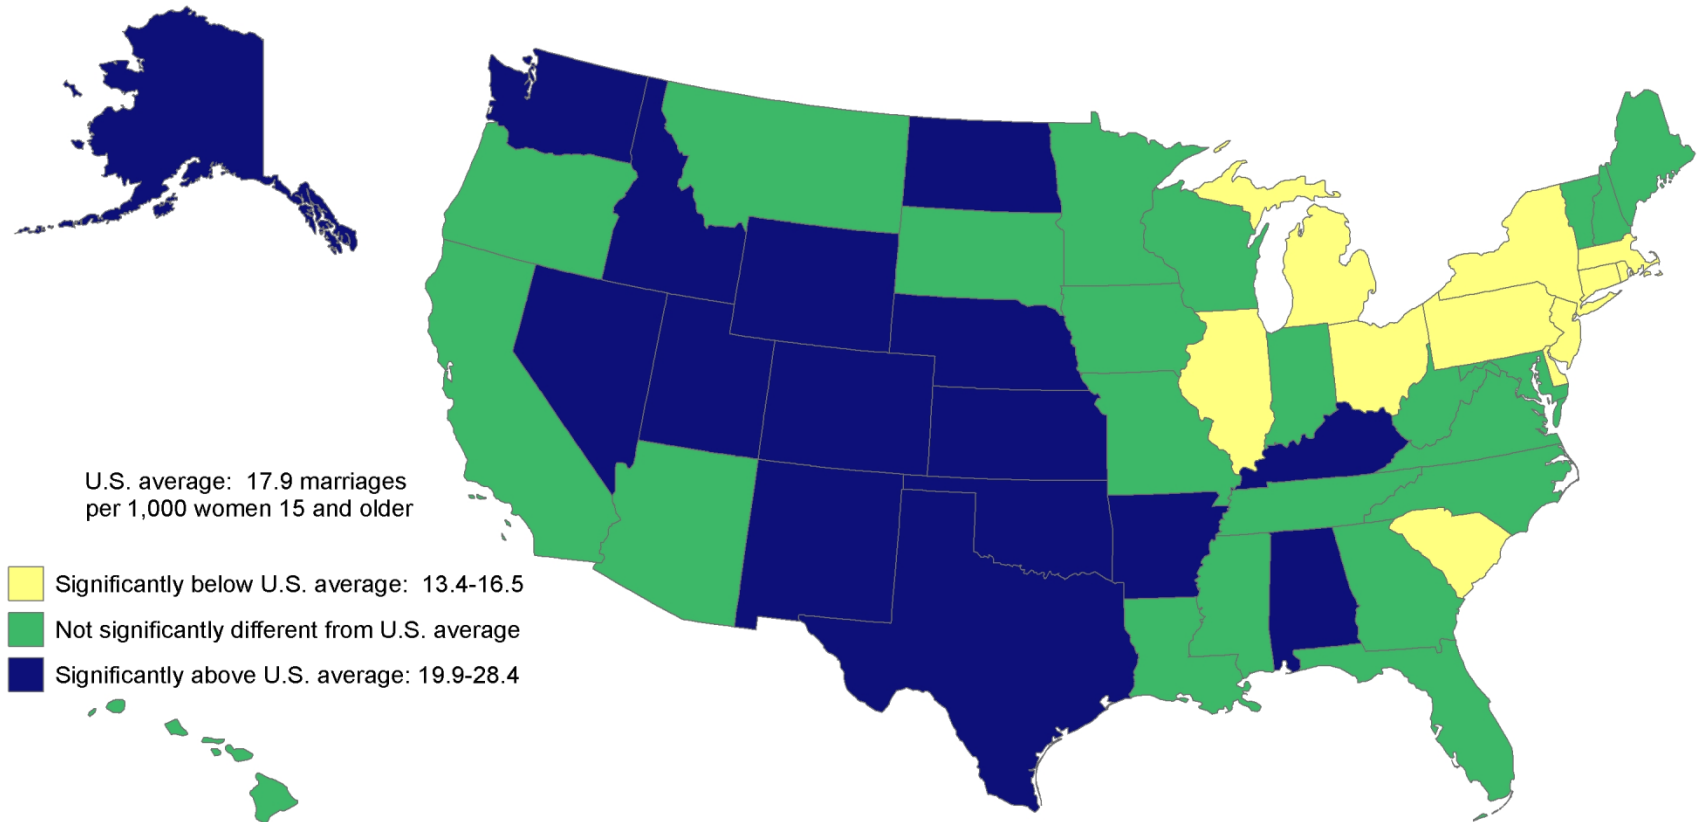 U.S. average:  17.9 marriages
per 1,000 women 15 and older
Significantly below U.S. average:  13.4-16.5
Not significantly different from U.S. average
Significantly above U.S. average: 19.9-28.4